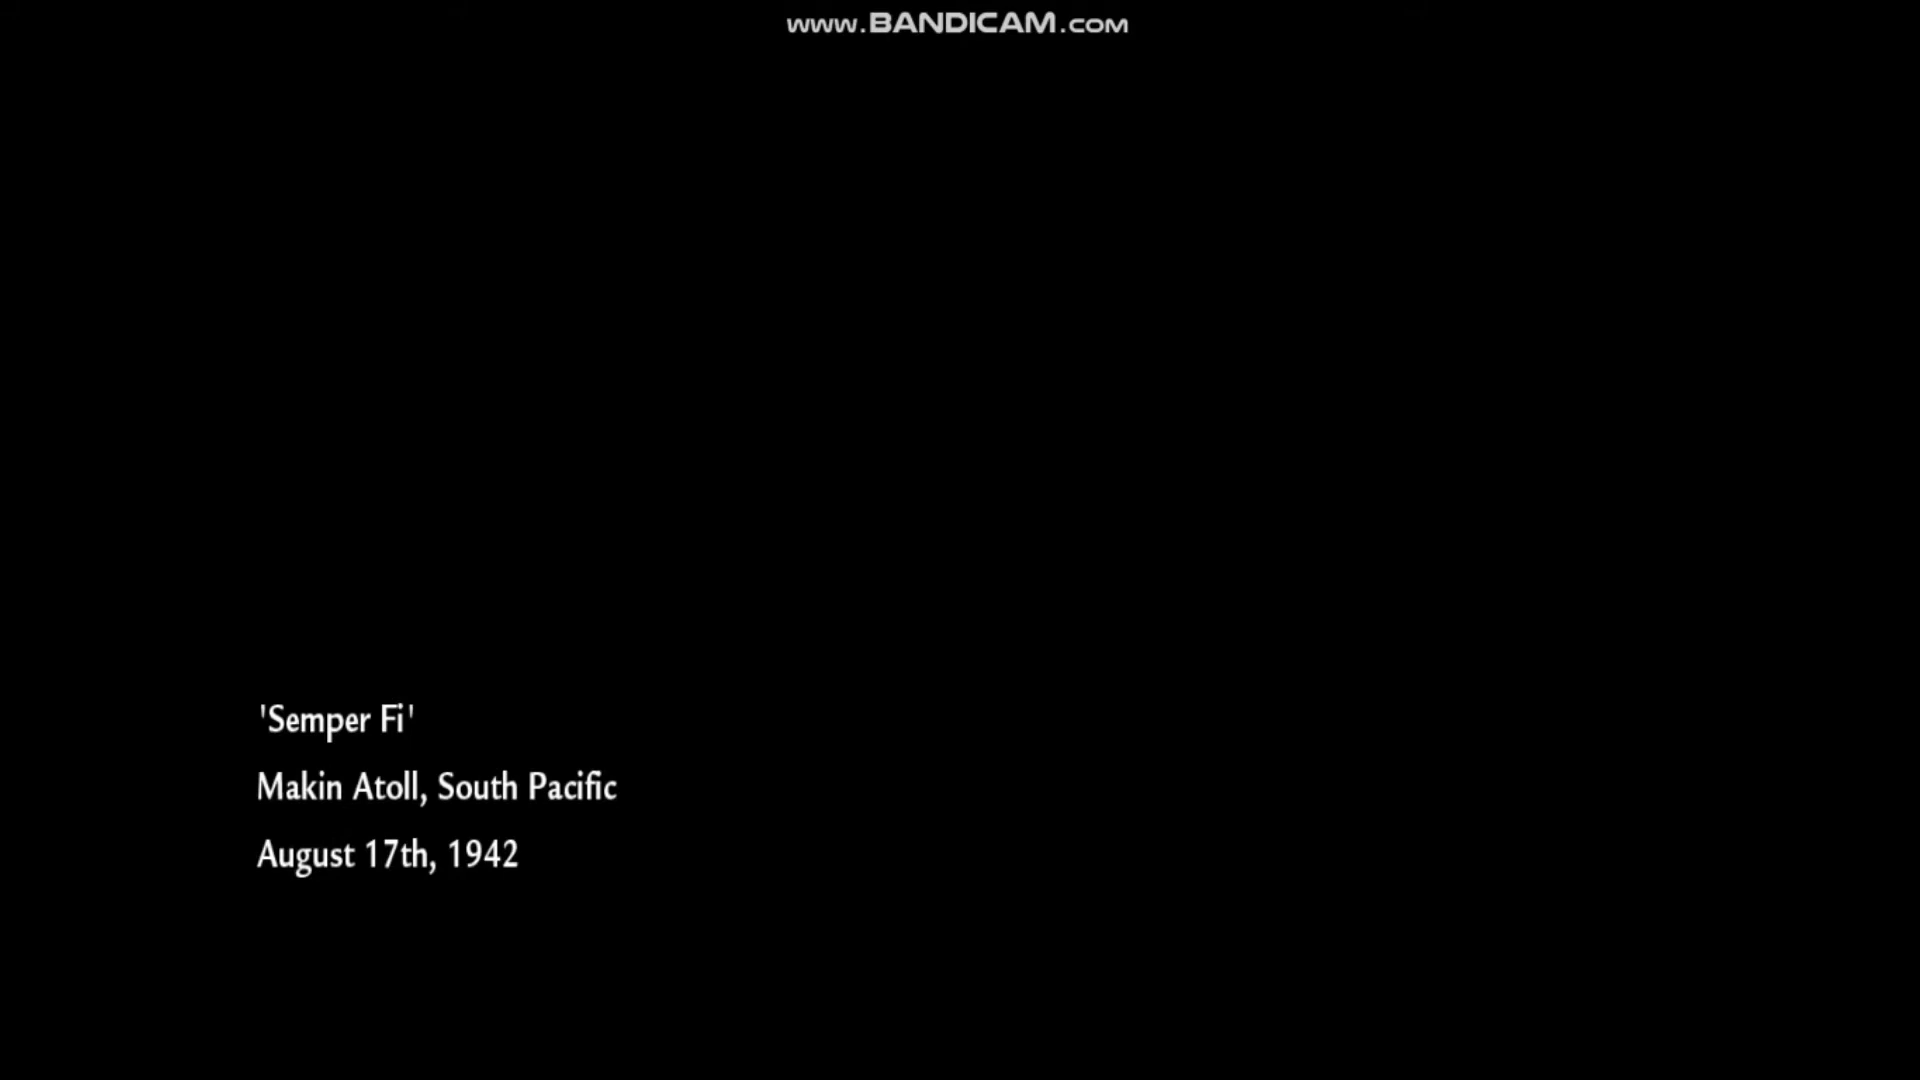 www.BANDICAM.com
'Semper Fi'
Makin Atoll, South Pacific
August 17th, 1942